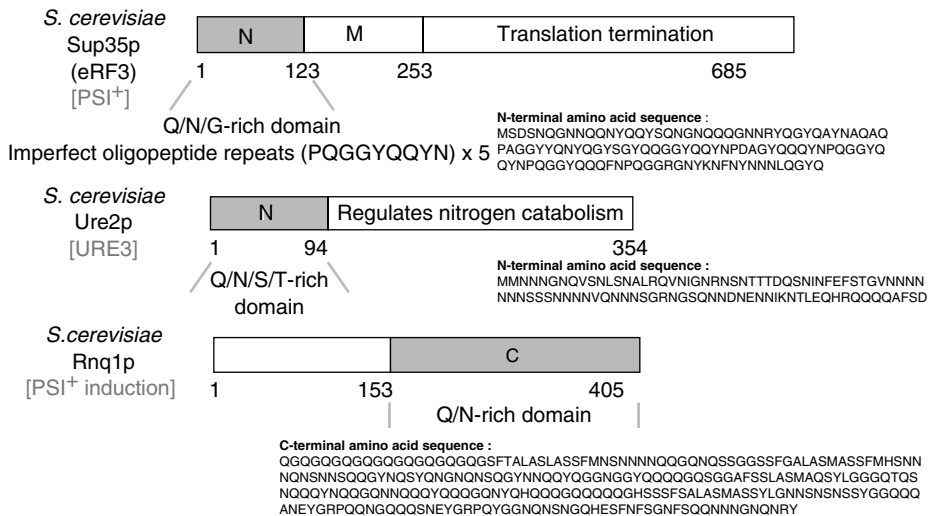 S. cerevisiae
Sup35p
(eRF3)
[PSI+]
N M Translation termination
1 123 253 685
Q/N/G-rich domain
Imperfect oligopeptide repeats (PQGGYQQYN) x 5
N-terminal amino acid sequence :
MSDSNQGNNQQNYQQYSQNGNQQQGNNRYQGYQAYNAQAQ
PAGGYYQNYQGYSGYQQGGYQQYNPDAGYQQQYNPQGGYQ
QYNPQGGYQQQFNPQGGRGNYKNFNYNNNLQGYQ
S. cerevisiae
Ure2p
[URE3]
N Regulates nitrogen catabolism
1 94 354
Q/N/S/T-rich
domain
N-terminal amino acid sequence :
MMNNNGNQVSNLSNALRQVNIGNRNSNTTTDQSNINFEFSTGVNNNN
NNNSSSNNNNVQNNNSGRNGSQNNDNENNIKNTLEQHRQQQQAFSD
S.cerevisiae
Rnq1p
[PSI+ induction]
C
1 153 405
Q/N-rich domain
C-terminal amino acid sequence :
QGQGQGQGQGQGQGQGQGQGSFTALASLASSFMNSNNNNQQGQNQSSGGSSFGALASMASSFMHSNN
NQNSNNSQQGYNQSYQNGNQNSQGYNNQQYQGGNGGYQQQQGQSGGAFSSLASMAQSYLGGGQTQS
NQQQYNQQGQNNQQQYQQQGQNYQHQQQGQQQQQGHSSSFSALASMASSYLGNNSNSNSSYGGQQQ
ANEYGRPQQNGQQQSNEYGRPQYGGNQNSNGQHESFNFSGNFSQQNNNGNQNRY